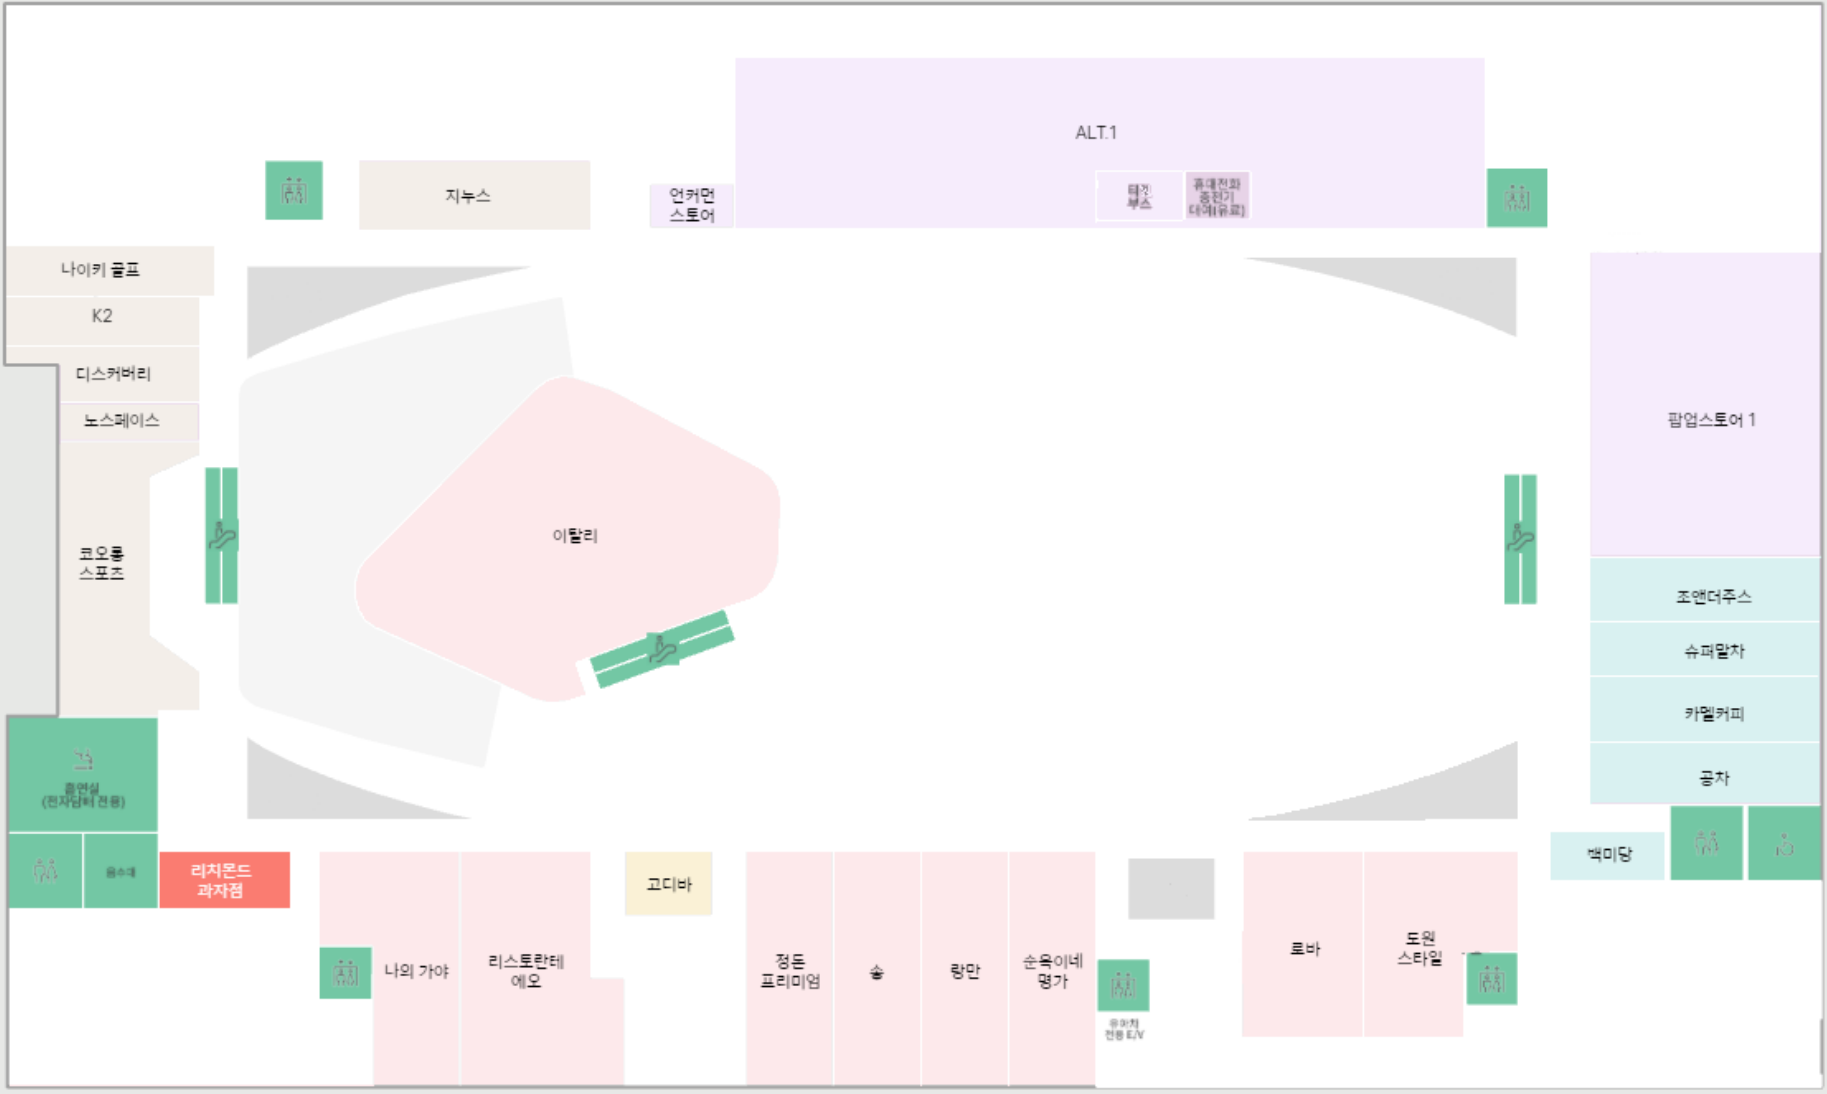 ALT.1
지누스
언커먼
스토어
티켓
부스
휴대전화
충전기
대여(유료)
나이키 골프
K2
디스커버리
노스페이스
코오롱
스포츠
이탈리
팝업스토어 1
조앤더주스
슈퍼말차
카멜커피
공차
백미당
흡연실
(전자담배 전용)
음수대
리치몬드
과자점
나의 가야
리스토란테
에오
고디바
정돈
프리미엄
송
랑만
순옥이네
명가
유아차
전용 E/V
로바
도원
스타일